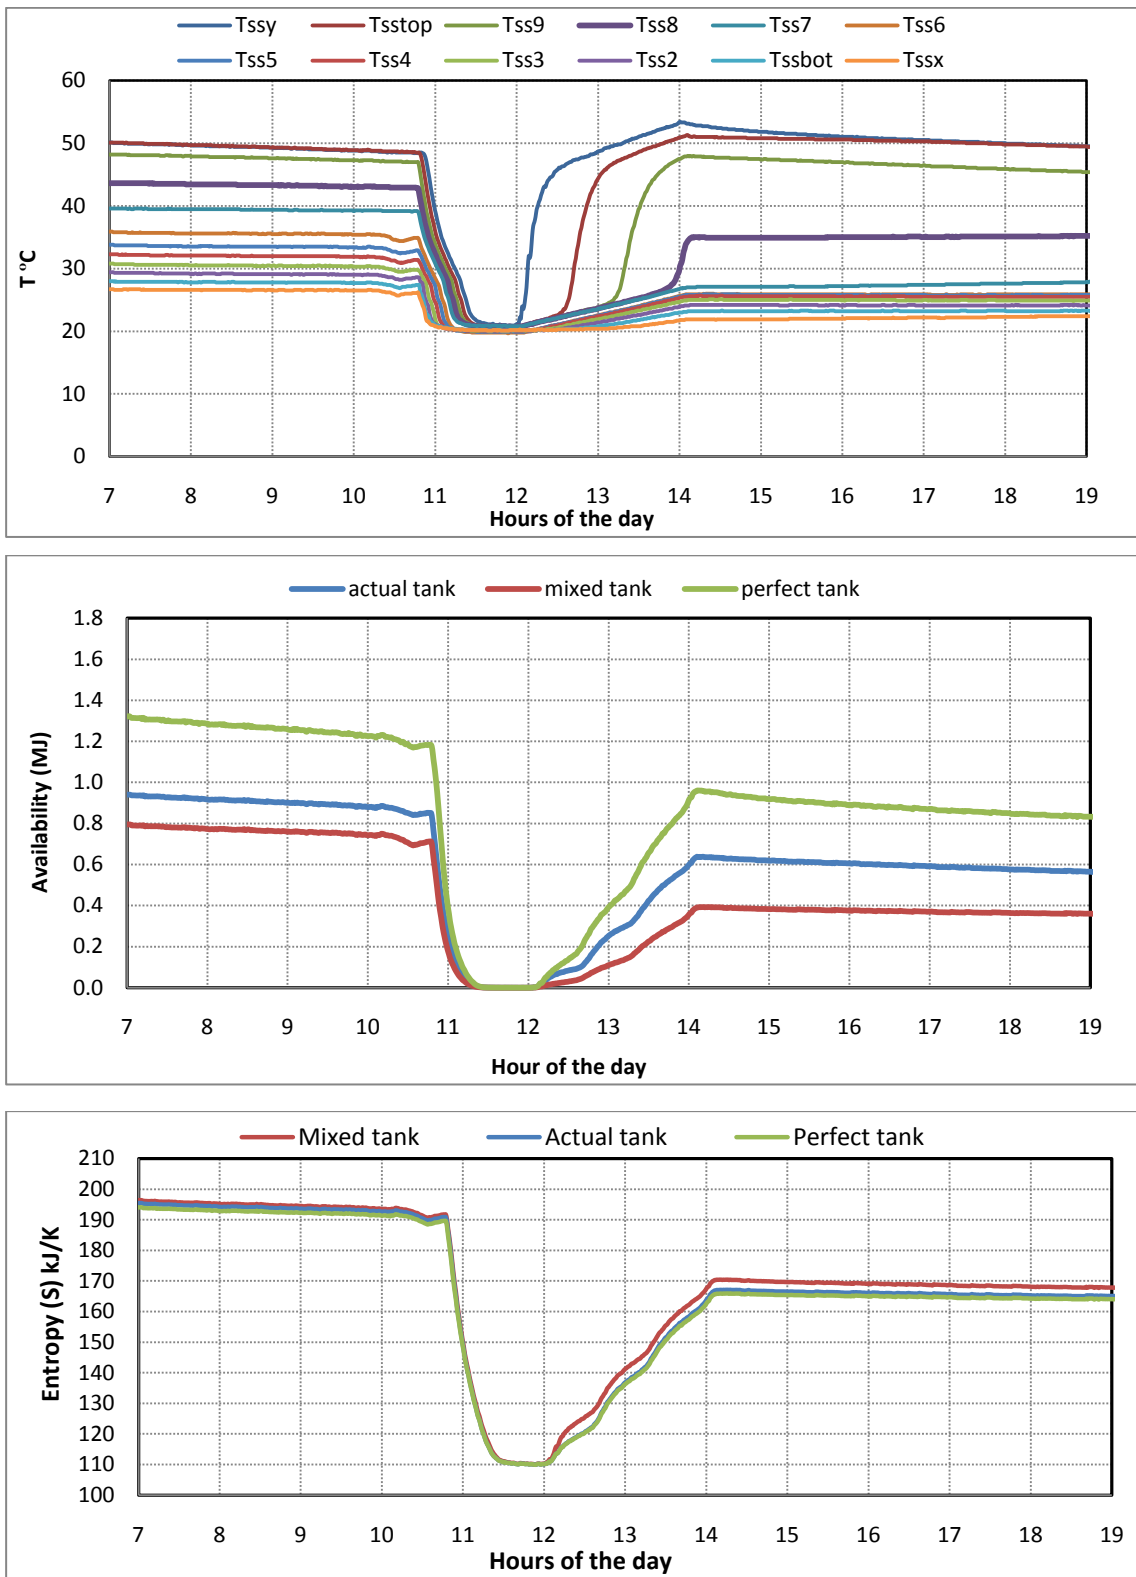 Tssy Tsstop Tss9 Tss8 Tss7 Tss6
Tss5 Tss4 Tss3 Tss2 Tssbot Tssx
60
50
40
30
20
10
0
T °C
7 8 9 10 11 12 13 14 15 16 17 18 19
Hours of the day
actual tank mixed tank perfect tank
1.8
1.6
1.4
1.2
1.0
0.8
0.6
0.4
0.2
0.0
Availability (MJ)
7 8 9 10 11 12 13 14 15 16 17 18 19
Hour of the day
Mixed tank Actual tank Perfect tank
210
200
190
180
170
160
150
140
130
120
110
100
Entropy (S) kJ/K
7 8 9 10 11 12 13 14 15 16 17 18 19
Hours of the day